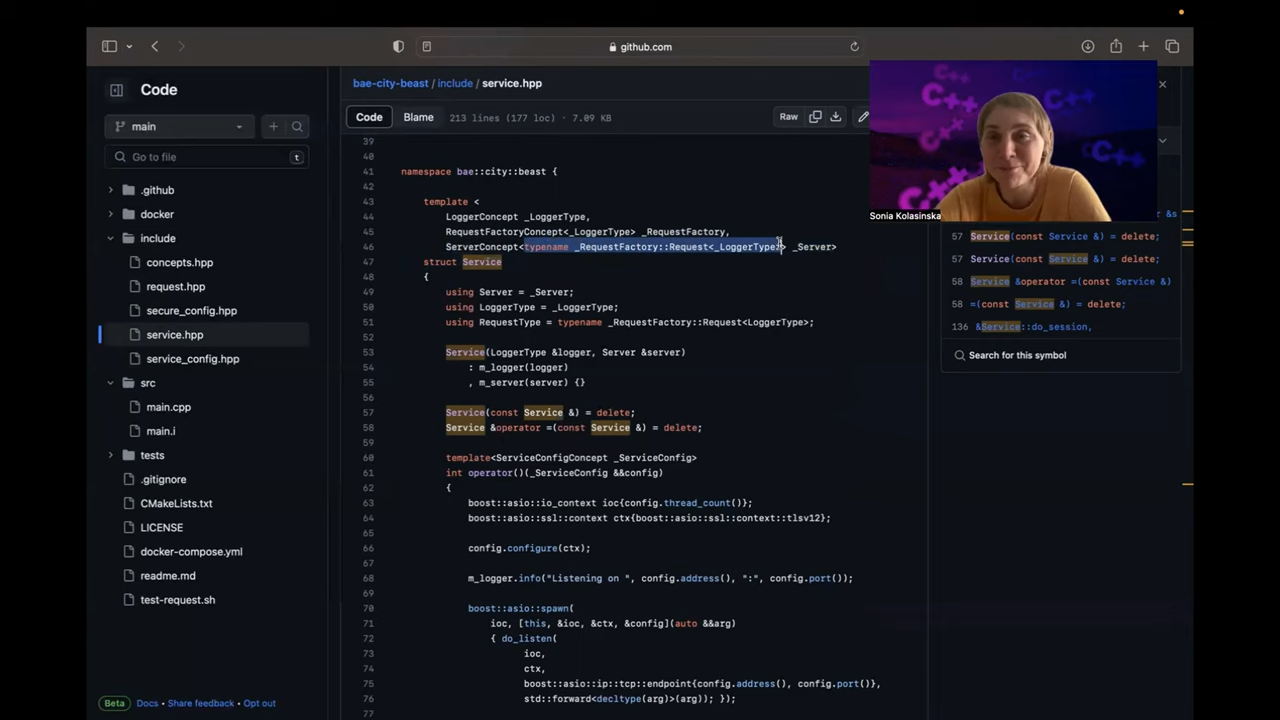 github.com
Code
main
Go to file
t
.github
docker
include
concepts.hpp
request.hpp
secure_config.hpp
service.hpp
service_config.hpp
src
main.cpp
main.i
tests
.gitignore
CMakeLists.txt
LICENSE
docker-compose.yml
readme.md
test-request.sh
Beta Docs · Share feedback · Opt out
bae-city-beast / include / service.hpp
Code Blame 213 lines (177 loc) · 7.09 KB Raw
39
40
41 namespace bae::city::beast {
42
43 template <
44 LoggerConcept _LoggerType,
45 RequestFactoryConcept<_LoggerType> _RequestFactory,
46 ServerConcept<typename _RequestFactory::Request<_LoggerType>> _Server>
47 struct Service
48 {
49 using Server = _Server;
50 using LoggerType = _LoggerType;
51 using RequestType = typename _RequestFactory::Request<LoggerType>;
52
53 Service(LoggerType &logger, Server &server)
54 : m_logger(logger)
55 , m_server(server) {}
56
57 Service(const Service &) = delete;
58 Service &operator =(const Service &) = delete;
59
60 template<ServiceConfigConcept _ServiceConfig>
61 int operator()(_ServiceConfig &&config)
62 {
63 boost::asio::io_context ioc{config.thread_count()};
64 boost::asio::ssl::context ctx{boost::asio::ssl::context::tlsv12};
65
66 config.configure(ctx);
67
68 m_logger.info("Listening on ", config.address(), ":", config.port());
69
70 boost::asio::spawn(
71 ioc, [this, &ioc, &ctx, &config](auto &&arg)
72 { do_listen(
73 ioc,
74 ctx,
75 boost::asio::ip::tcp::endpoint{config.address(), config.port()},
76 std::forward<decltype(arg)>(arg)); });
77
C++
C++
C++
C++
Sonia Kolasinska
&s
57 Service(const Service &) = delete;
57 Service(const Service &) = delete;
58 Service &operator =(const Service &)
58 =(const Service &) = delete;
136 &Service::do_session,
Search for this symbol